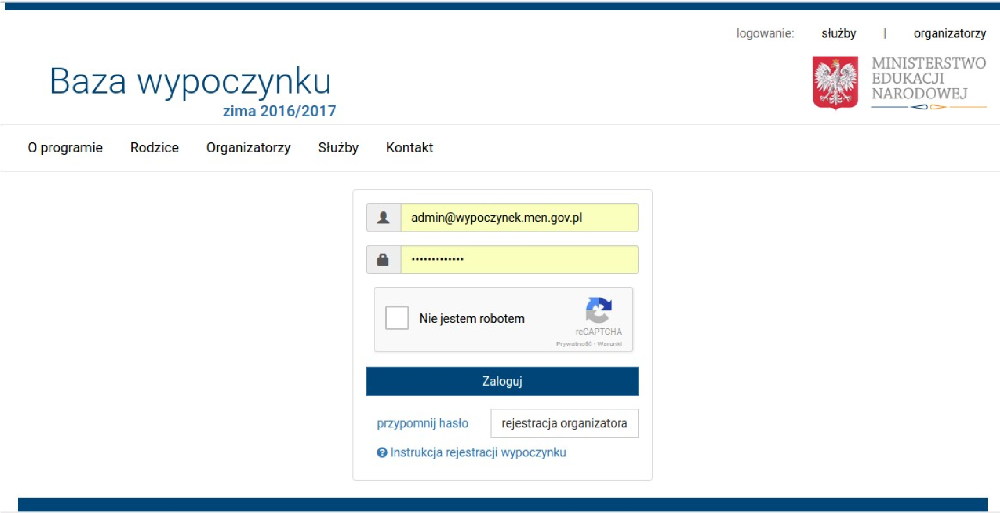 logowanie: służby | organizatorzy
Baza wypoczynku
zima 2016/2017
MINISTERSTWO
EDUKACJI
NARODOWEJ
O programie Rodzice Organizatorzy Służby Kontakt
admin@wypoczynek.men.gov.pl
•••••••••••••
Nie jestem robotem
reCAPTCHA
Prywatność - Warunki
Zaloguj
przypomnij hasło rejestracja organizatora
Instrukcja rejestracji wypoczynku